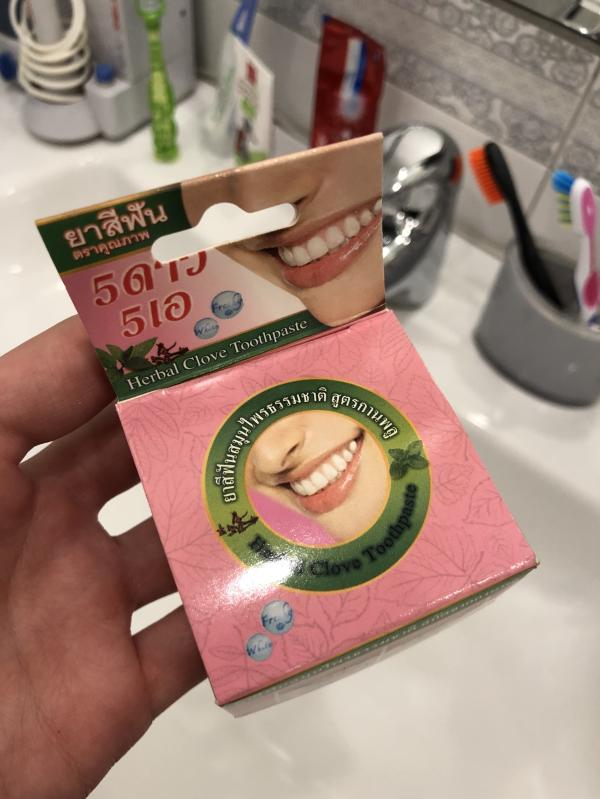 ยาสีฟัน
ตราคุณภาพ
5ดาว
5เอ
White
Fresh
Herbal Clove Toothpaste
ยาสีฟันสมุนไพรธรรมชาติ สูตรกานพลู
Herbal Clove Toothpaste
Fresh
White